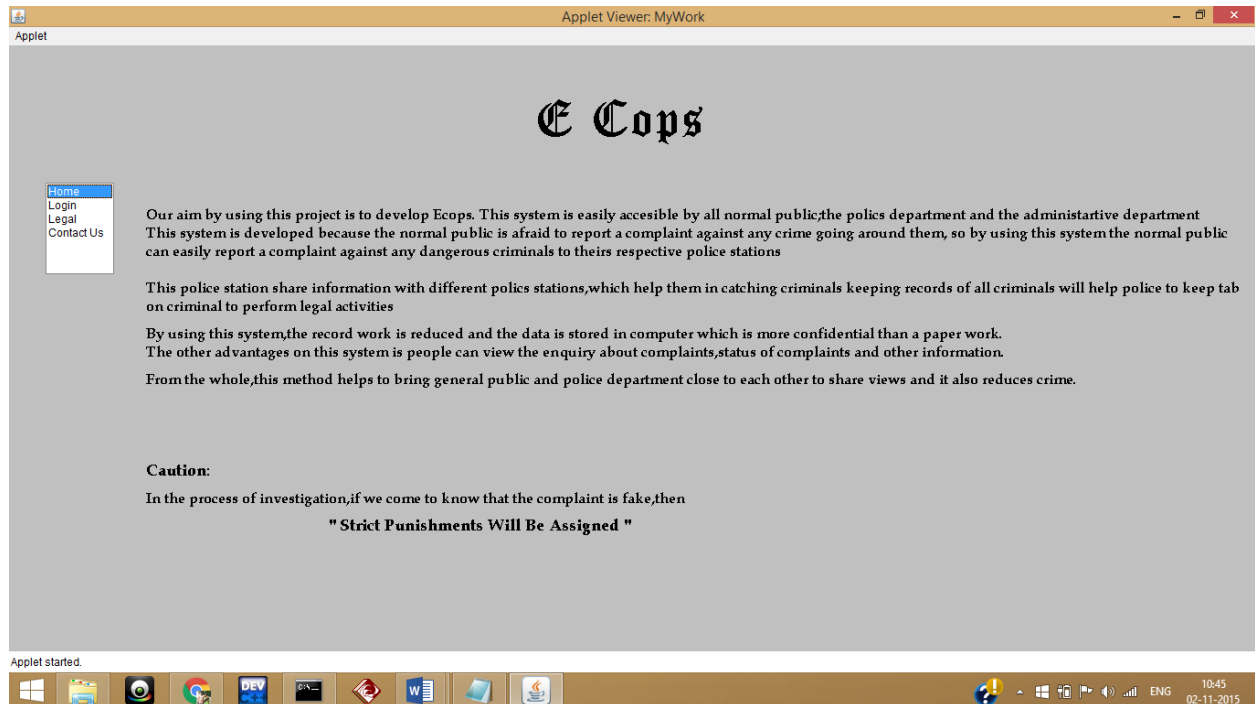 Applet Viewer: MyWork
Applet
E Cops
Home
Login
Legal
Contact Us
Our aim by using this project is to develop Ecops. This system is easily accesible by all normal public;the polics department and the administartive department
This system is developed because the normal public is afraid to report a complaint against any crime going around them, so by using this system the normal public
can easily report a complaint against any dangerous criminals to theirs respective police stations
This police station share information with different polics stations,which help them in catching criminals keeping records of all criminals will help police to keep tab
on criminal to perform legal activities
By using this system,the record work is reduced and the data is stored in computer which is more confidential than a paper work.
The other advantages on this system is people can view the enquiry about complaints,status of complaints and other information.
From the whole,this method helps to bring general public and police department close to each other to share views and it also reduces crime.
Caution:
In the process of investigation,if we come to know that the complaint is fake,then
" Strict Punishments Will Be Assigned "
Applet started.
DEV
C:\_
W
ENG
10:45
02-11-2015